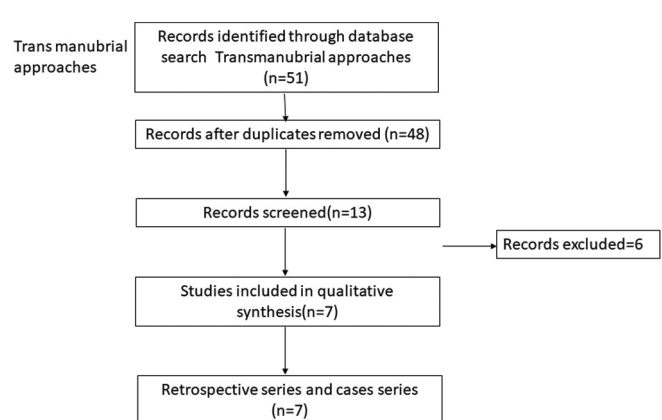 Trans manubrial
approaches
Records identified through database
search Transmanubrial approaches
(n=51)
Records after duplicates removed (n=48)
Records screened(n=13)
Records excluded=6
Studies included in qualitative
synthesis(n=7)
Retrospective series and cases series
(n=7)